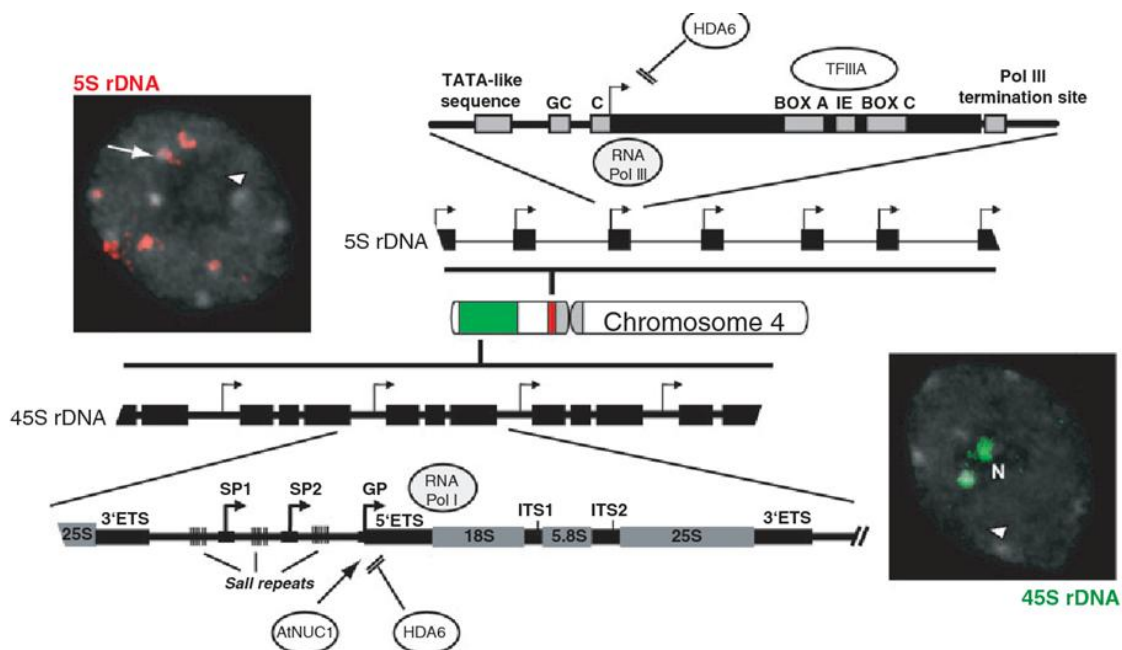 HDA6
5S rDNA
TATA-like
sequence
GC
C
TFIIIA
BOX A IE BOX C
Pol III
termination site
RNA
Pol III
5S rDNA
Chromosome 4
45S rDNA
N
RNA
Pol I
25S
3'ETS
SP1
SP2
GP
5'ETS
18S
ITS1
5.8S
ITS2
25S
3'ETS
SalI repeats
AtNUC1
HDA6
45S rDNA